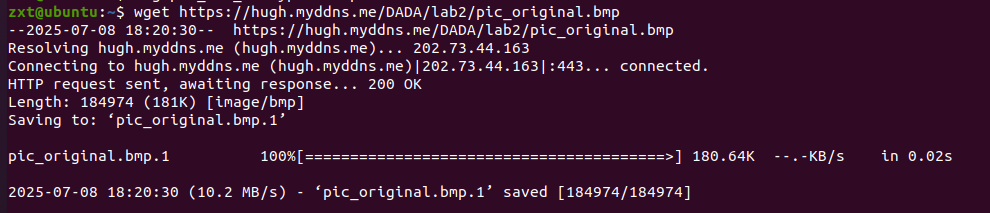 zxt@ubuntu:~$ wget https://hugh.myddns.me/DADA/lab2/pic_original.bmp
--2025-07-08 18:20:30--  https://hugh.myddns.me/DADA/lab2/pic_original.bmp
Resolving hugh.myddns.me (hugh.myddns.me)... 202.73.44.163
Connecting to hugh.myddns.me (hugh.myddns.me)|202.73.44.163|:443... connected.
HTTP request sent, awaiting response... 200 OK
Length: 184974 (181K) [image/bmp]
Saving to: ‘pic_original.bmp.1’
pic_original.bmp.1          100%[========================================>] 180.64K  --.-KB/s    in 0.02s
2025-07-08 18:20:30 (10.2 MB/s) - ‘pic_original.bmp.1’ saved [184974/184974]